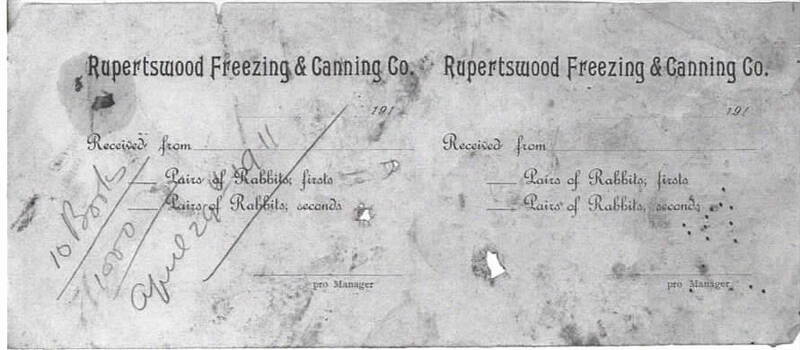 Rupertswood Freezing & Canning Co.
191
Received from
Pairs of Rabbits, firsts
Pairs of Rabbits, seconds
pro Manager
10 Books
1000
April 29 1911
Rupertswood Freezing & Canning Co.
191
Received from
Pairs of Rabbits, firsts
Pairs of Rabbits, seconds
pro Manager